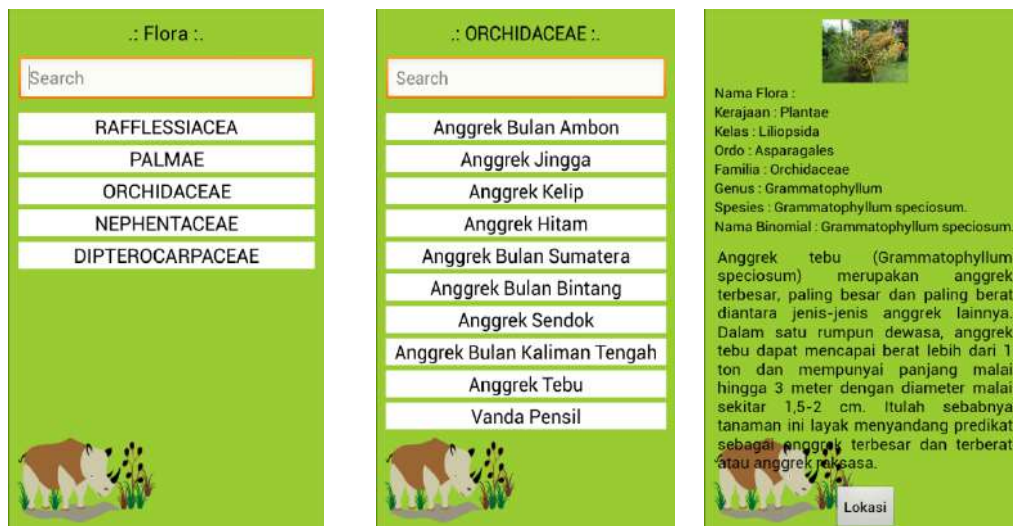 .: Flora :.
Search
RAFFLESSIACEA
PALMAE
ORCHIDACEAE
NEPHENTACEAE
DIPTEROCARPACEAE
.: ORCHIDACEAE :.
Search
Anggrek Bulan Ambon
Anggrek Jingga
Anggrek Kelip
Anggrek Hitam
Anggrek Bulan Sumatera
Anggrek Bulan Bintang
Anggrek Sendok
Anggrek Bulan Kaliman Tengah
Anggrek Tebu
Vanda Pensil
Nama Flora :
Kerajaan : Plantae
Kelas : Liliopsida
Ordo : Asparagales
Familia : Orchidaceae
Genus : Grammatophyllum
Spesies : Grammatophyllum speciosum.
Nama Binomial : Grammatophyllum speciosum.
Anggrek tebu (Grammatophyllum
speciosum) merupakan anggrek
terbesar, paling besar dan paling berat
diantara jenis-jenis anggrek lainnya.
Dalam satu rumpun dewasa, anggrek
tebu dapat mencapai berat lebih dari 1
ton dan mempunyai panjang malai
hingga 3 meter dengan diameter malai
sekitar 1,5-2 cm. Itulah sebabnya
tanaman ini layak menyandang predikat
sebagai anggrek terbesar dan terberat
atau anggrek raksasa.
Lokasi